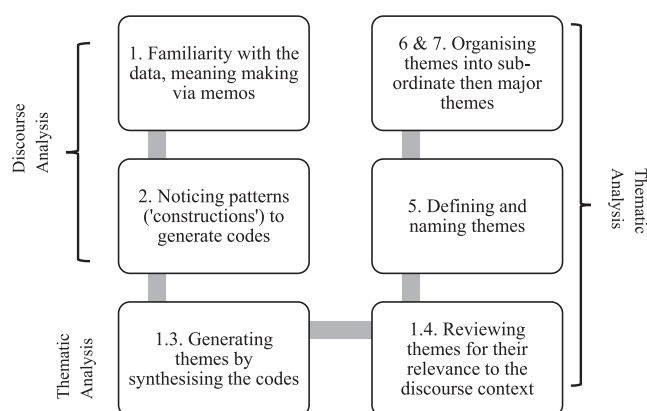 Discourse
Analysis
1. Familiarity with the
data, meaning making
via memos
2. Noticing patterns
('constructions') to
generate codes
Thematic
Analysis
1.3. Generating
themes by
synthesising the codes
1.4. Reviewing
themes for their
relevance to the
discourse context
5. Defining and
naming themes
6 & 7. Organising
themes into sub-
ordinate then major
themes
Thematic
Analysis